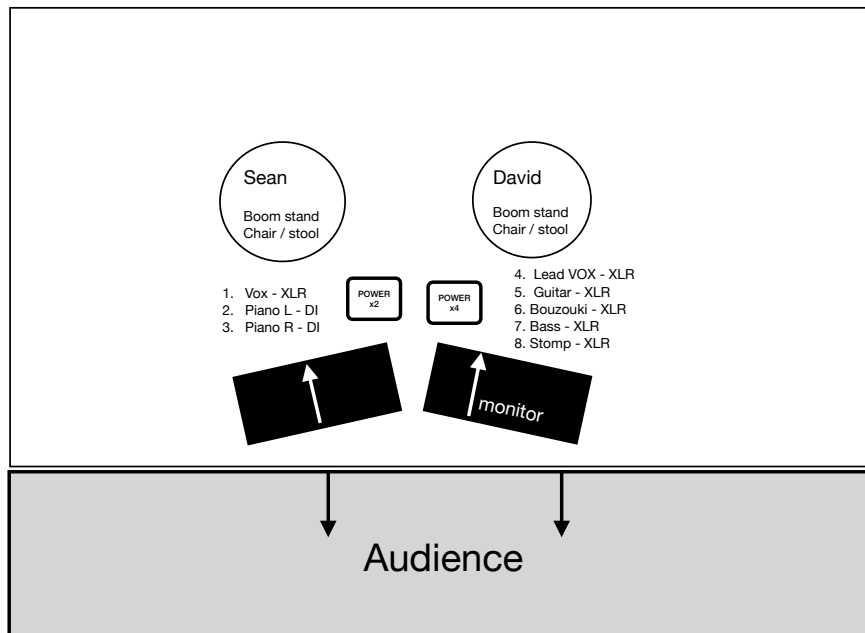 Sean
Boom stand
Chair / stool
David
Boom stand
Chair / stool
1. Vox - XLR
2. Piano L - DI
3. Piano R - DI
POWER
x2
POWER
x4
4. Lead VOX - XLR
5. Guitar - XLR
6. Bouzouki - XLR
7. Bass - XLR
8. Stomp - XLR
monitor
Audience